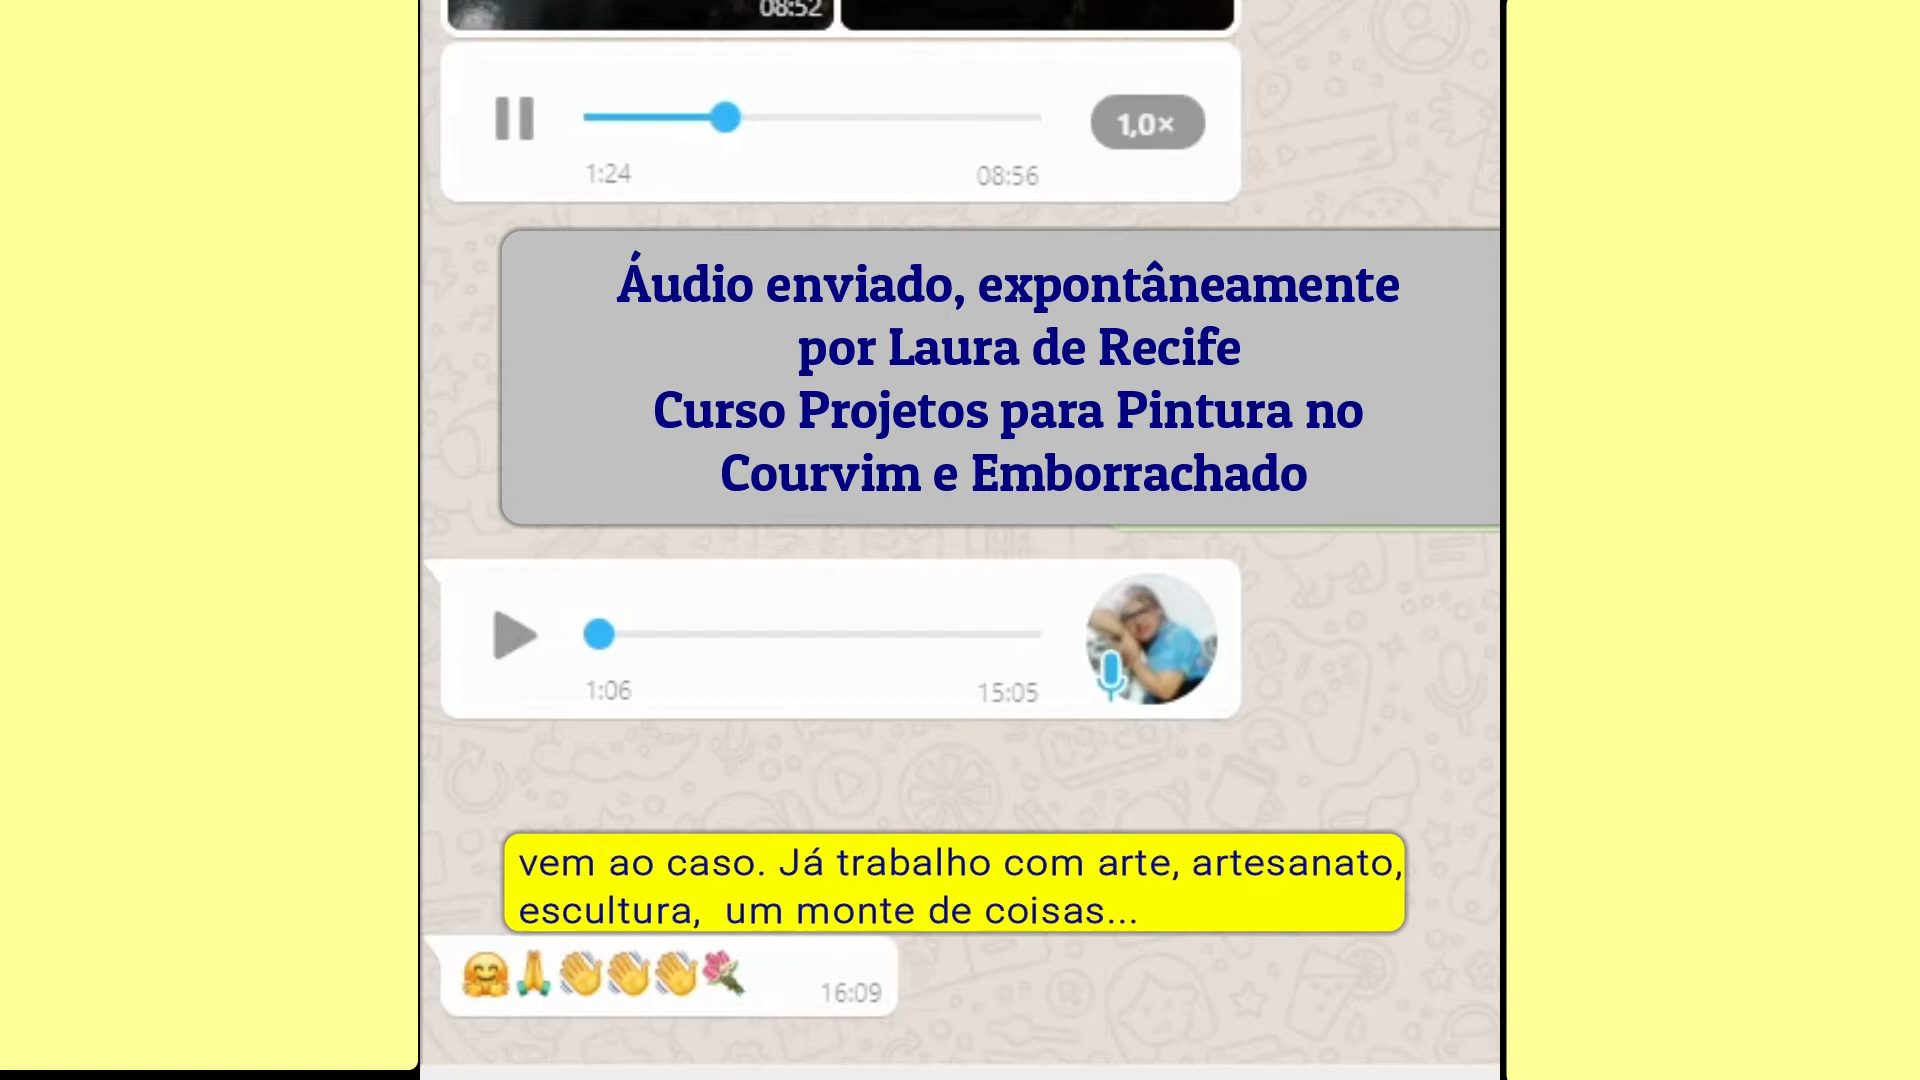 08:52
1,0×
1:24 08:56
Áudio enviado, expontâneamente
por Laura de Recife
Curso Projetos para Pintura no
Courvim e Emborrachado
1:06 15:05
vem ao caso. Já trabalho com arte, artesanato,
escultura, um monte de coisas...
🤗🙏👋👋👋💐 16:09